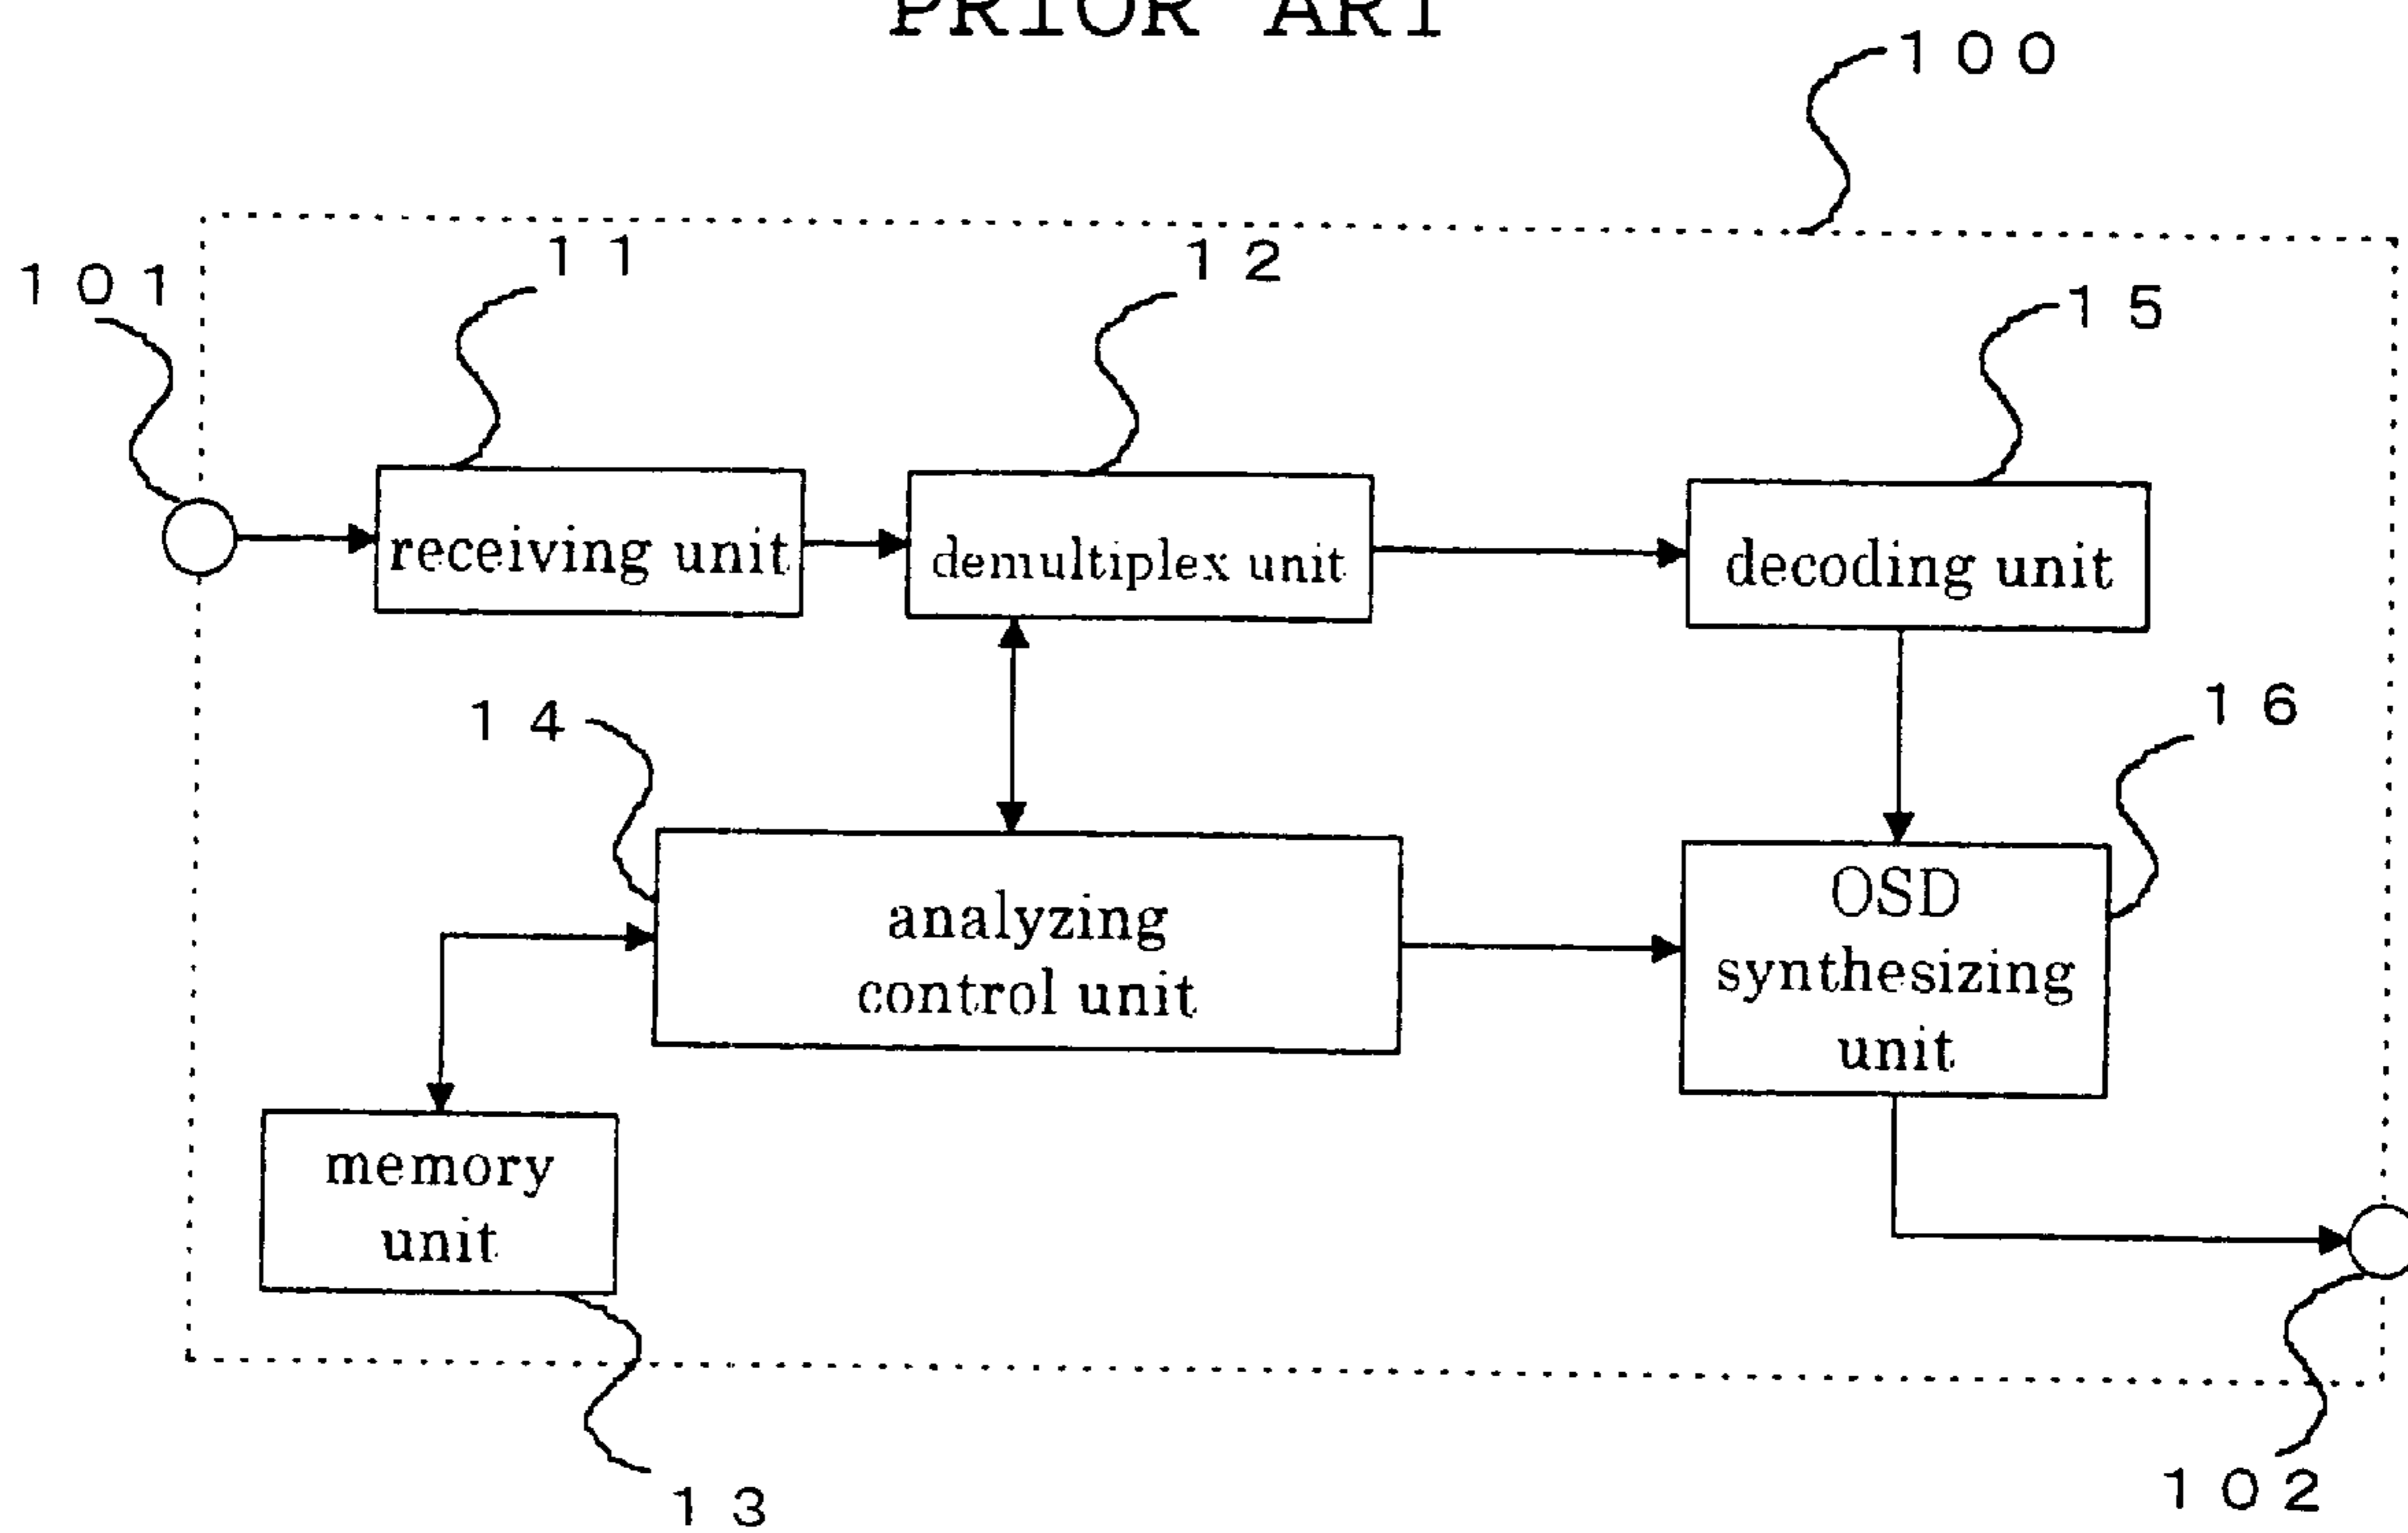 PRIOR ART
100
101
11
12
15
receiving unit
demultiplex unit
decoding unit
14
16
analyzing
control unit
OSD
synthesizing
unit
memory
unit
13
102